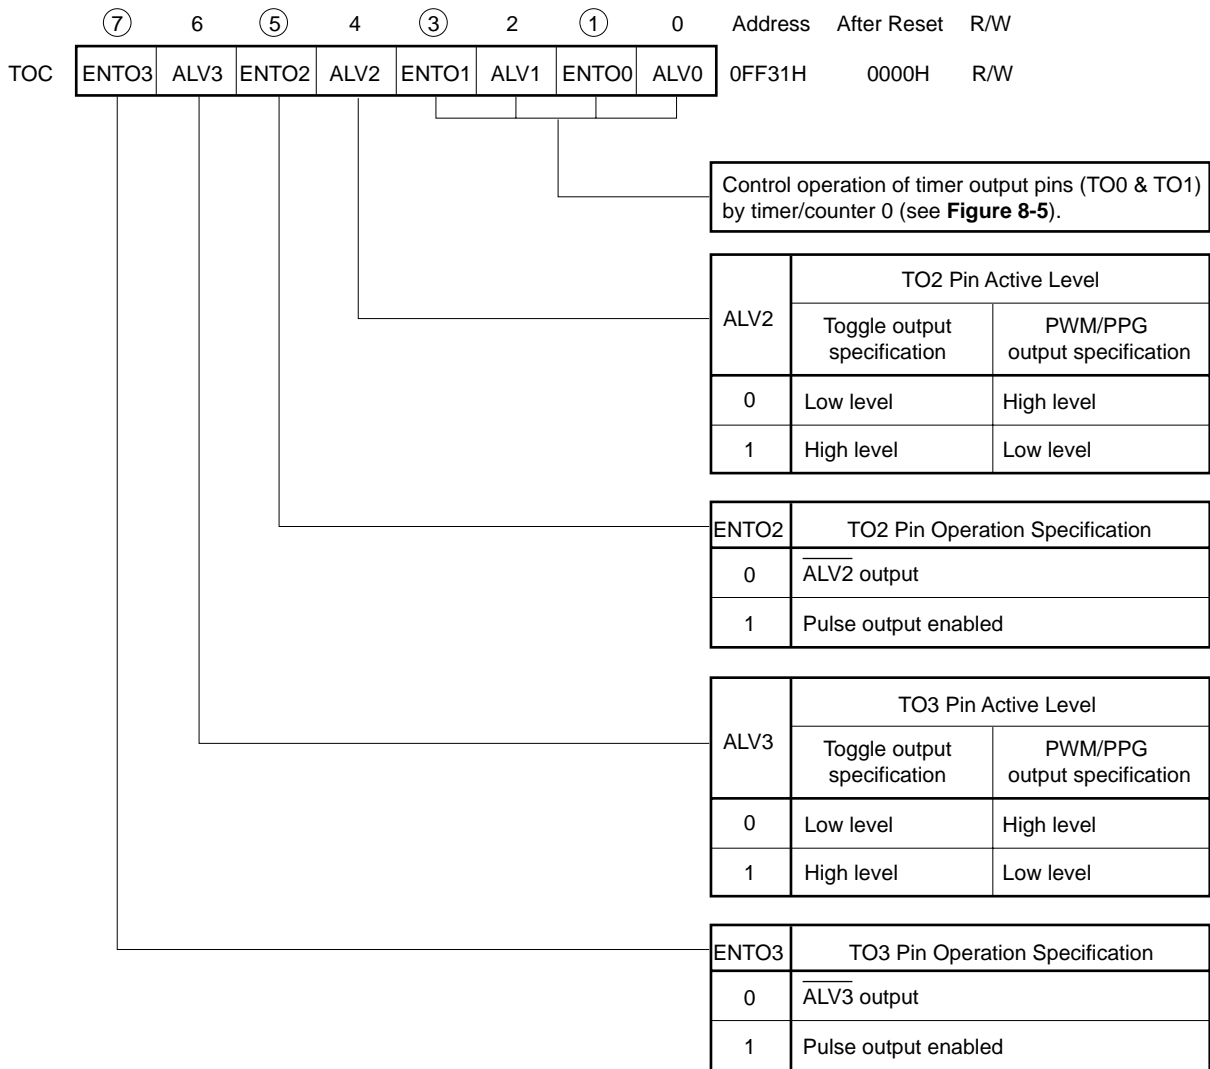 7 6 5 4 3 2 1 0 Address After Reset R/W
TOC ENTO3 ALV3 ENTO2 ALV2 ENTO1 ALV1 ENTO0 ALV0 0FF31H 0000H R/W
Control operation of timer output pins (TO0 & TO1)
by timer/counter 0 (see Figure 8-5).
ALV2 TO2 Pin Active Level
Toggle output specification PWM/PPG output specification
0 Low level High level
1 High level Low level
ENTO2 TO2 Pin Operation Specification
0 A̅L̅V̅2̅ output
1 Pulse output enabled
ALV3 TO3 Pin Active Level
Toggle output specification PWM/PPG output specification
0 Low level High level
1 High level Low level
ENTO3 TO3 Pin Operation Specification
0 A̅L̅V̅3̅ output
1 Pulse output enabled